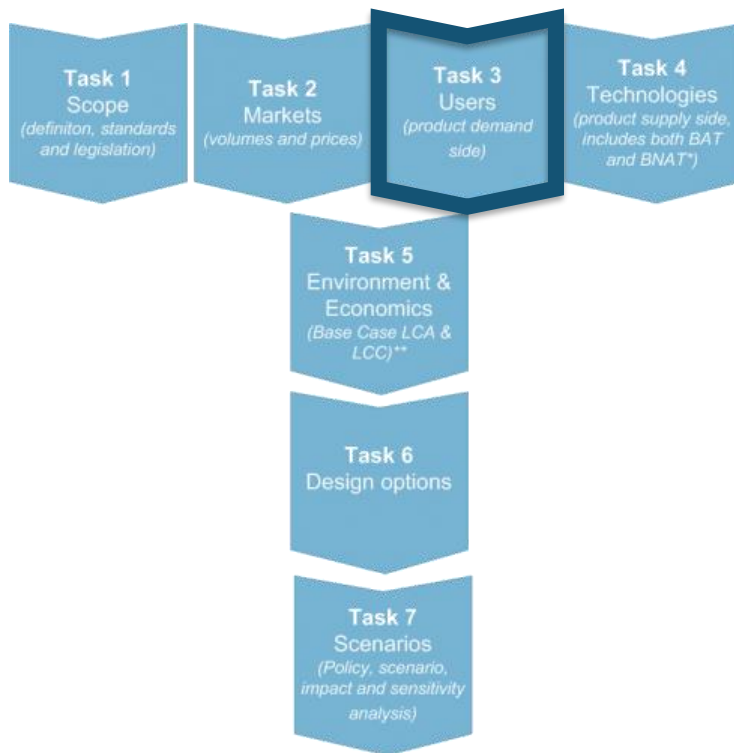 Task 1
Scope
(definiton, standards
and legislation)
Task 2
Markets
(volumes and prices)
Task 3
Users
(product demand
side)
Task 4
Technologies
(product supply side,
includes both BAT
and BNAT*)
Task 5
Environment &
Economics
(Base Case LCA &
LCC)**
Task 6
Design options
Task 7
Scenarios
(Policy, scenario,
impact and sensitivity
analysis)